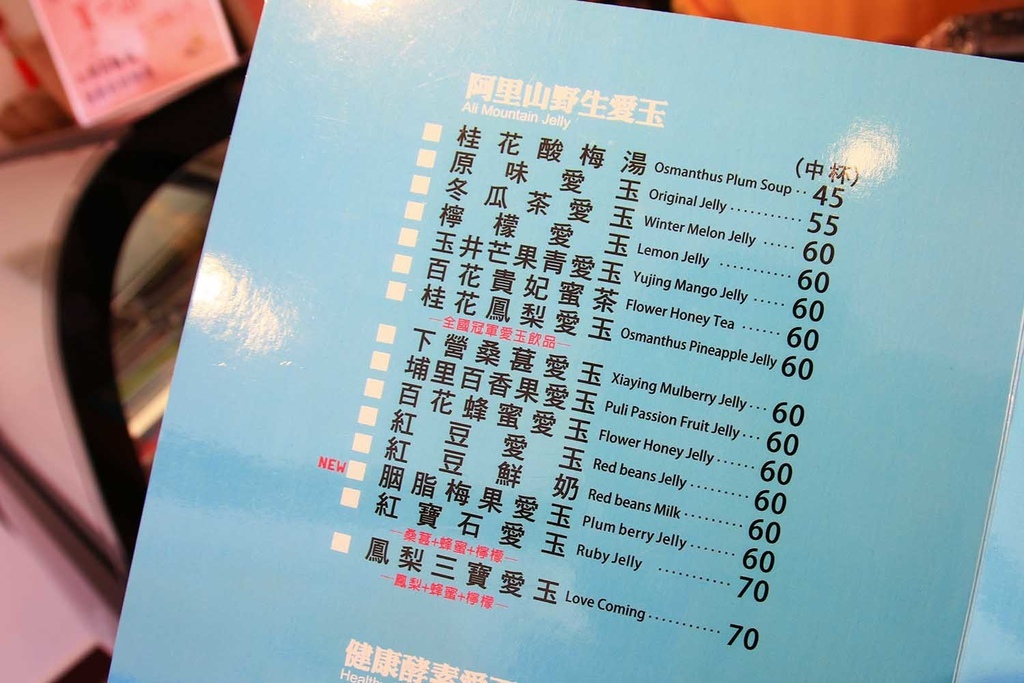 阿里山野生愛玉
Ali Mountain Jelly
(中杯)
桂花酸梅湯 Osmanthus Plum Soup ·· 45
原味愛玉 Original Jelly ·········· 55
冬瓜茶愛玉 Winter Melon Jelly ····· 60
檸檬愛玉 Lemon Jelly ·········· 60
玉井芒果青愛玉 Yujing Mango Jelly ··· 60
百花貴妃蜜茶 Flower Honey Tea ······ 60
桂花鳳梨愛玉 Osmanthus Pineapple Jelly 60
—全國冠軍愛玉飲品—
下營桑葚愛玉 Xiaying Mulberry Jelly ··· 60
埔里百香果愛玉 Puli Passion Fruit Jelly ·· 60
百花蜂蜜愛玉 Flower Honey Jelly ····· 60
紅豆愛玉 Red beans Jelly ········ 60
紅豆鮮奶 Red beans Milk ········ 60
NEW 胭脂梅果愛玉 Plum berry Jelly ······· 60
紅寶石愛玉 Ruby Jelly ··········· 70
—桑葚+蜂蜜+檸檬—
鳳梨三寶愛玉 Love Coming ··········· 70
—鳳梨+蜂蜜+檸檬—
健康酵素愛